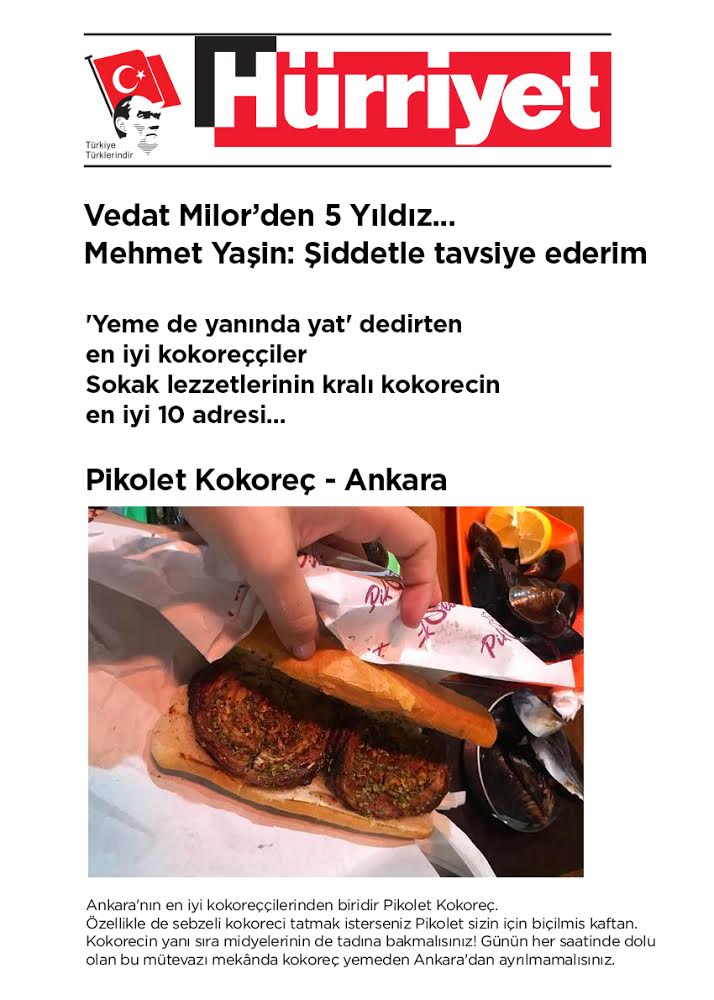 Hürriyet
Türkiye
Türklerindir
Vedat Milor’den 5 Yıldız...
Mehmet Yaşin: Şiddetle tavsiye ederim
'Yeme de yanında yat' dedirten
en iyi kokoreççiler
Sokak lezzetlerinin kralı kokorecin
en iyi 10 adresi...
Pikolet Kokoreç - Ankara
Ankara'nın en iyi kokoreççilerinden biridir Pikolet Kokoreç.
Özellikle de sebzeli kokoreci tatmak isterseniz Pikolet sizin için biçilmis kaftan.
Kokorecin yanı sıra midyelerinin de tadına bakmalısınız! Günün her saatinde dolu
olan bu mütevazı mekânda kokoreç yemeden Ankara'dan ayrılmamalısınız.